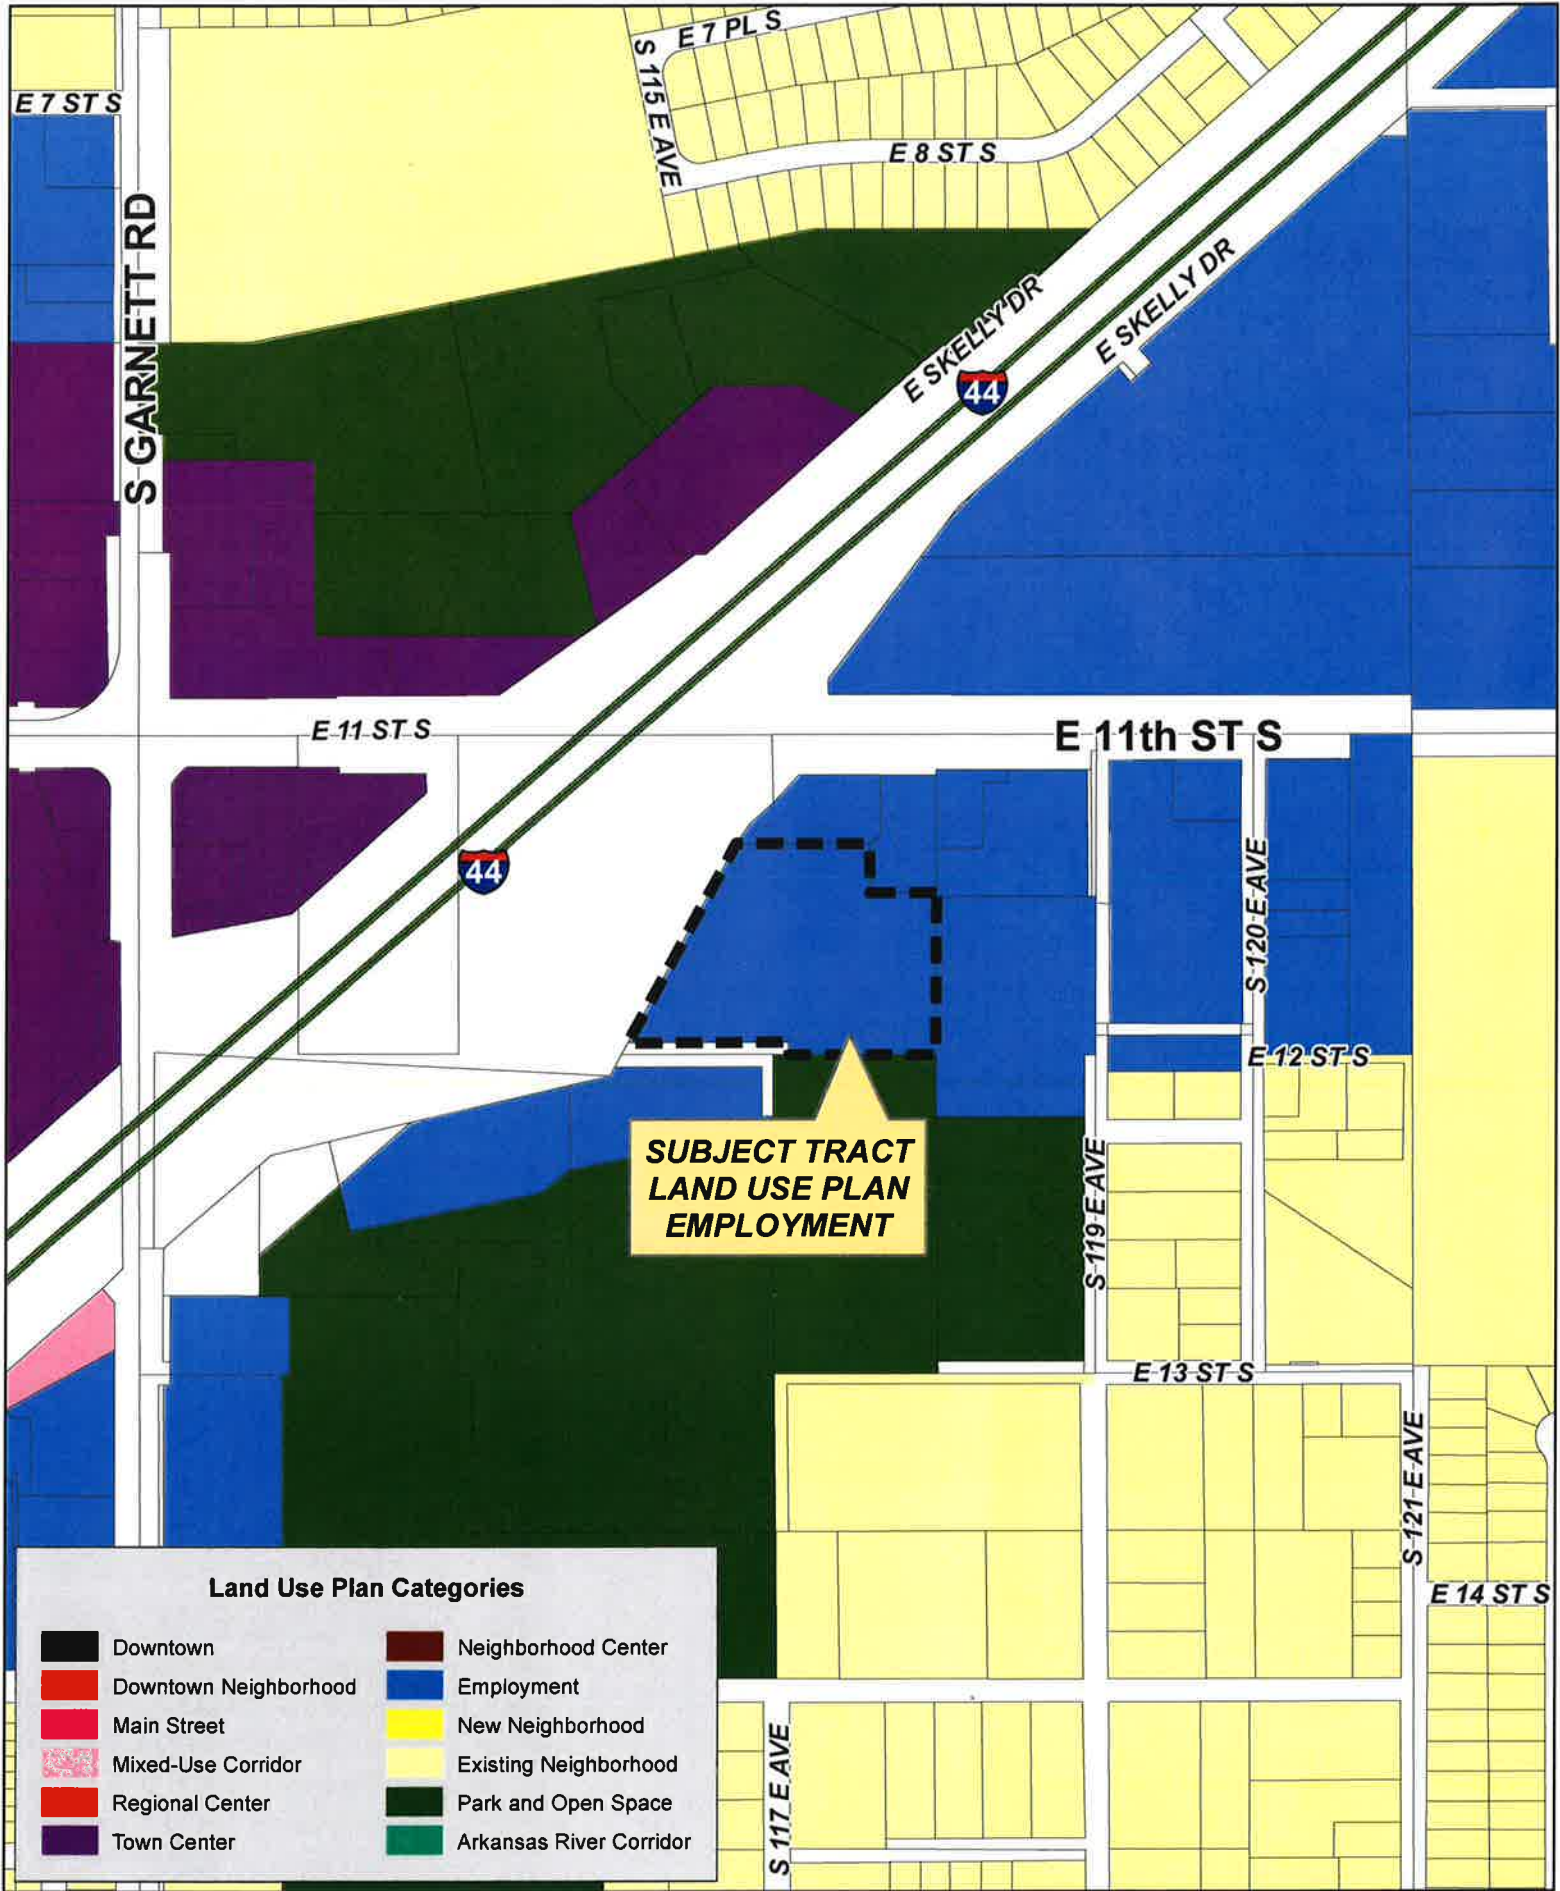 E 7 PL S
S 115 E AVE
E 7 ST S
E 8 ST S
S GARNETT RD
E SKELLY DR
E SKELLY DR
44
E 11 ST S
E 11th ST S
44
S 120 E AVE
E 12 ST S
SUBJECT TRACT
LAND USE PLAN
EMPLOYMENT
S 119 E AVE
E 13 ST S
S 121 E AVE
E 14 ST S
S 117 E AVE
Land Use Plan Categories
Downtown
Downtown Neighborhood
Main Street
Mixed-Use Corridor
Regional Center
Town Center
Neighborhood Center
Employment
New Neighborhood
Existing Neighborhood
Park and Open Space
Arkansas River Corridor